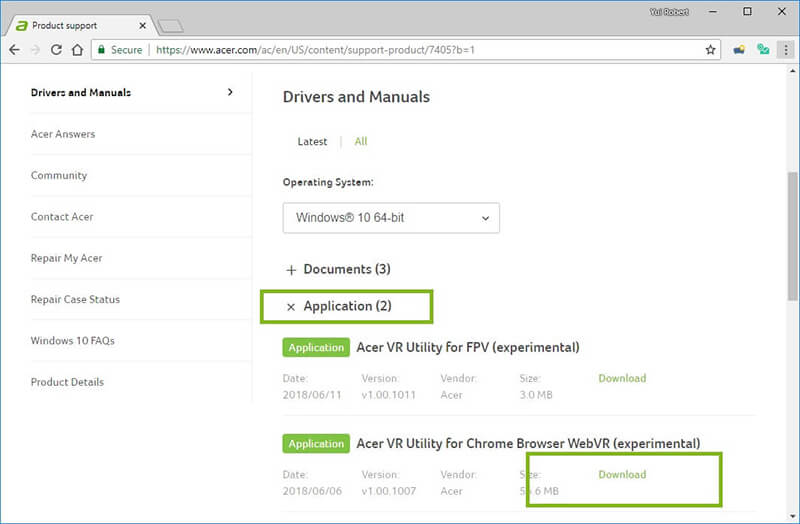 Product support
Yui Robert
Secure https://www.acer.com/ac/en/US/content/support-product/7405?b=1
Drivers and Manuals
Acer Answers
Community
Contact Acer
Repair My Acer
Repair Case Status
Windows 10 FAQs
Product Details
Drivers and Manuals
Latest | All
Operating System:
Windows® 10 64-bit
Documents (3)
Application (2)
Application Acer VR Utility for FPV (experimental)
Date: Version: Vendor: Size: Download
2018/06/11 v1.00.1011 Acer 3.0 MB
Application Acer VR Utility for Chrome Browser WebVR (experimental)
Date: Version: Vendor: Size: Download
2018/06/06 v1.00.1007 Acer MB